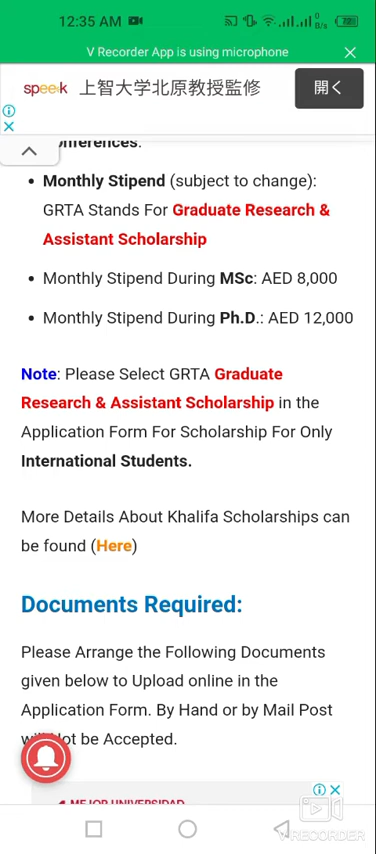 12:35 AM
0
B/s
V Recorder App is using microphone
speek 上智大学北原教授監修 開く
onferences.
Monthly Stipend (subject to change):
GRTA Stands For Graduate Research &
Assistant Scholarship
Monthly Stipend During MSc: AED 8,000
Monthly Stipend During Ph.D.: AED 12,000
Note: Please Select GRTA Graduate
Research & Assistant Scholarship in the
Application Form For Scholarship For Only
International Students.
More Details About Khalifa Scholarships can
be found (Here)
Documents Required:
Please Arrange the Following Documents
given below to Upload online in the
Application Form. By Hand or by Mail Post
ot be Accepted.
MEJOR UNIVERSIDAD
VRECORDER